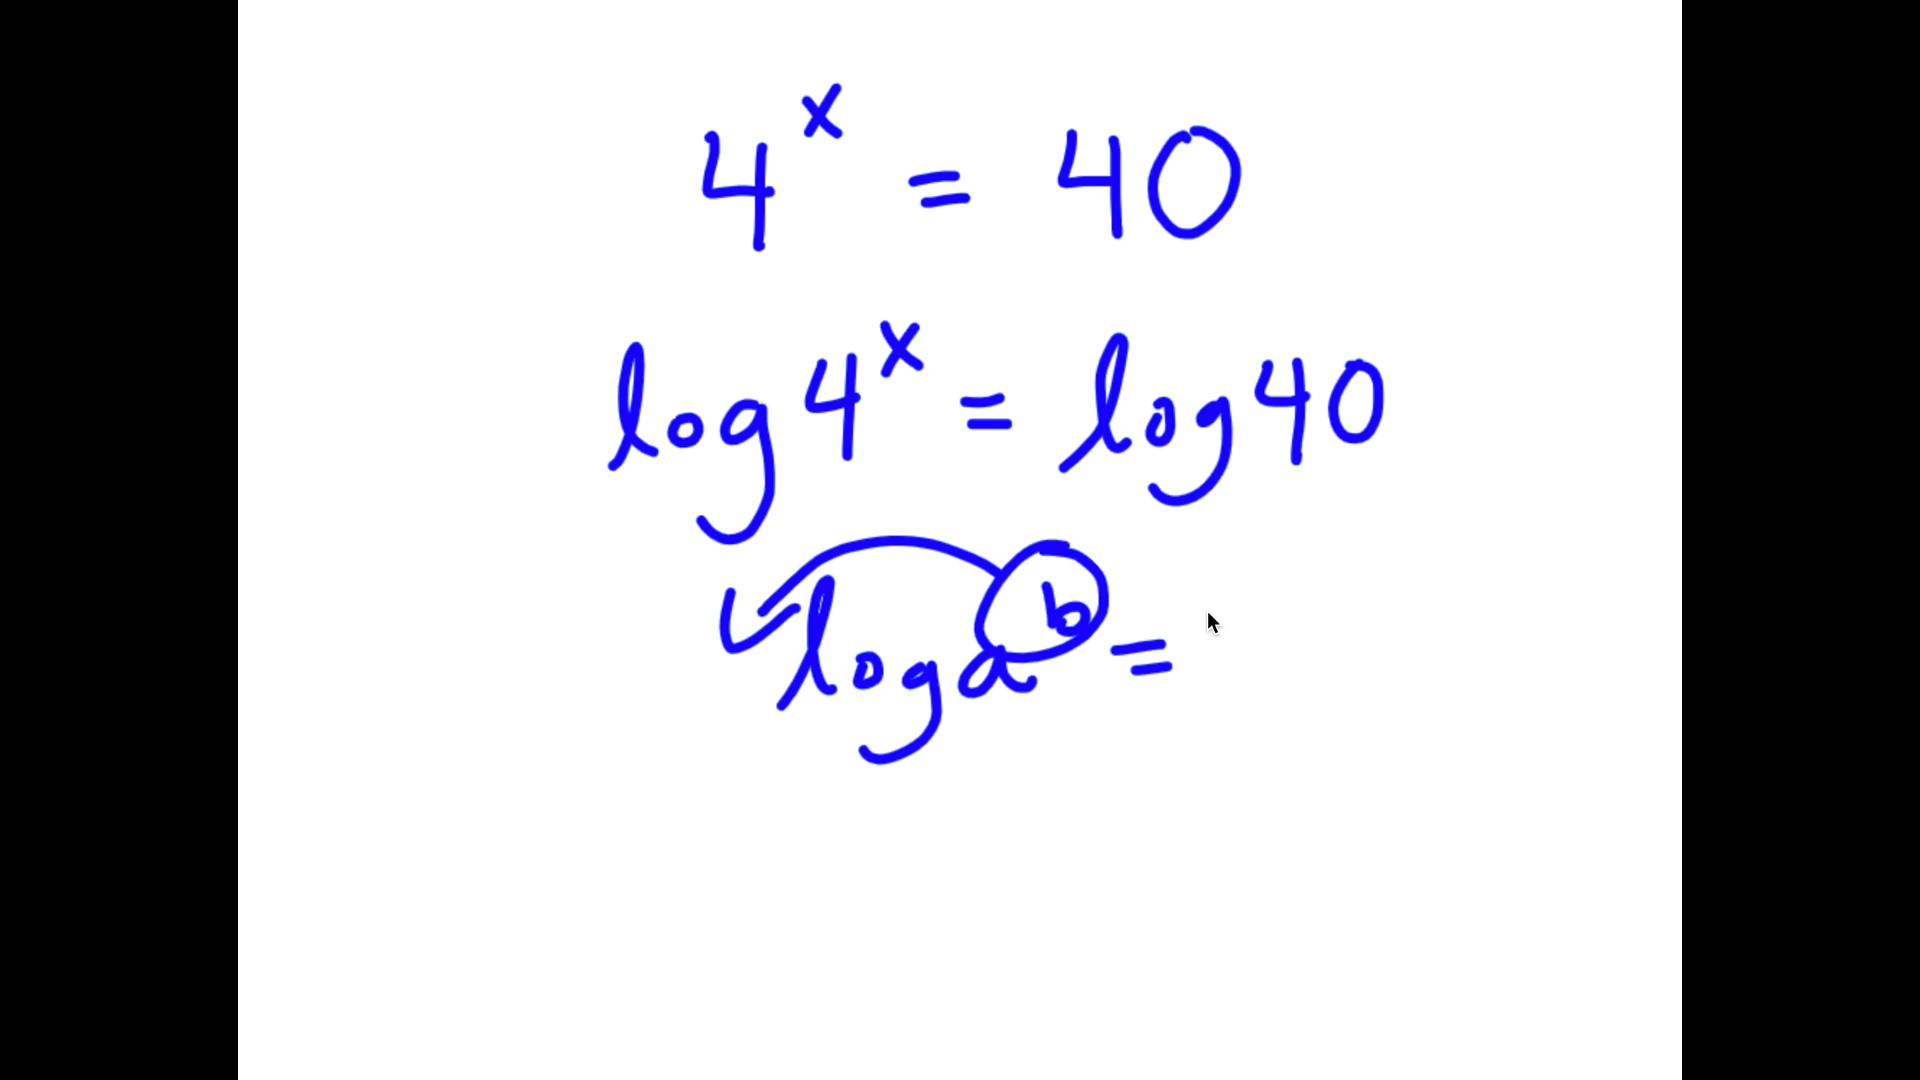 4^x = 40
log 4^x = log 40
log a^b =